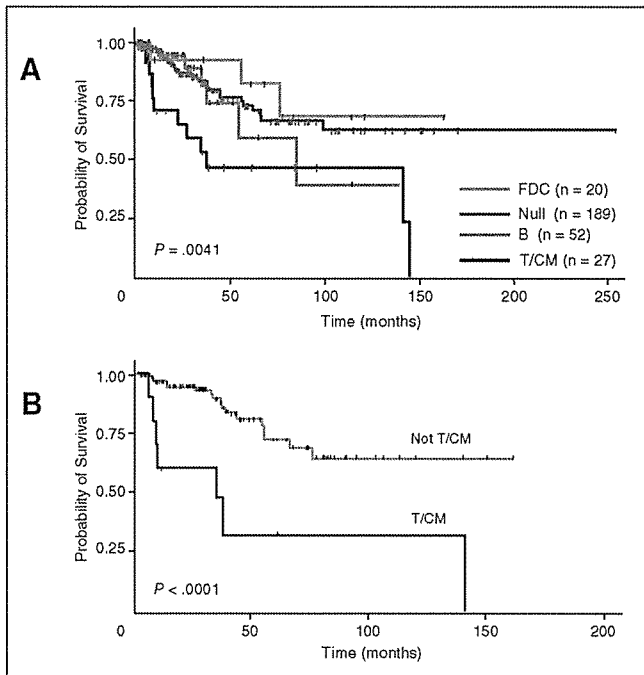 A
Probability of Survival
1.00
0.75
0.50
0.25
P = .0041
FDC (n = 20)
Null (n = 189)
B (n = 52)
T/CM (n = 27)
0 50 100 150 200 250
Time (months)
B
Probability of Survival
1.00
0.75
0.50
0.25
Not T/CM
T/CM
P < .0001
0 50 100 150 200
Time (months)